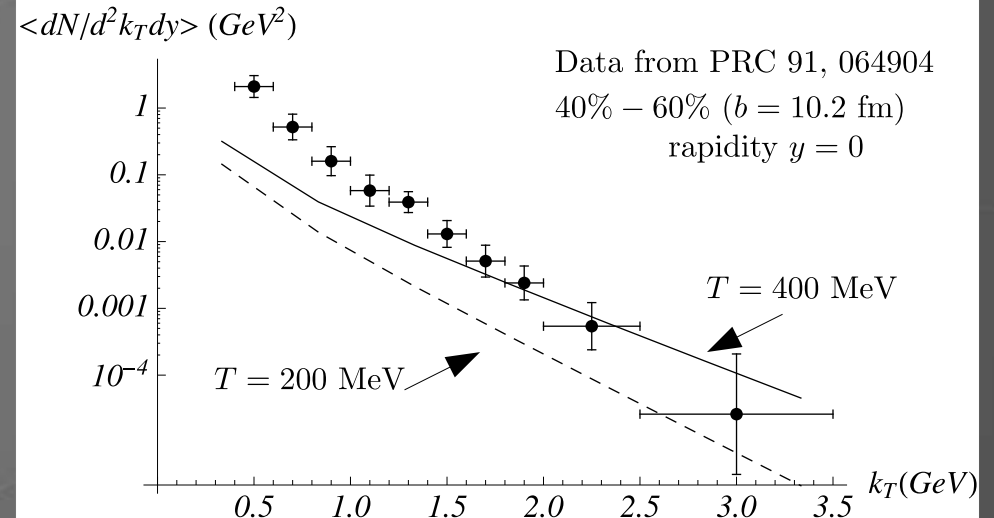 <dN/d²k_T dy> (GeV²)
Data from PRC 91, 064904
40% − 60% (b = 10.2 fm)
rapidity y = 0
1
0.1
0.01
0.001
10⁻⁴
T = 400 MeV
T = 200 MeV
k_T(GeV)
0.5 1.0 1.5 2.0 2.5 3.0 3.5